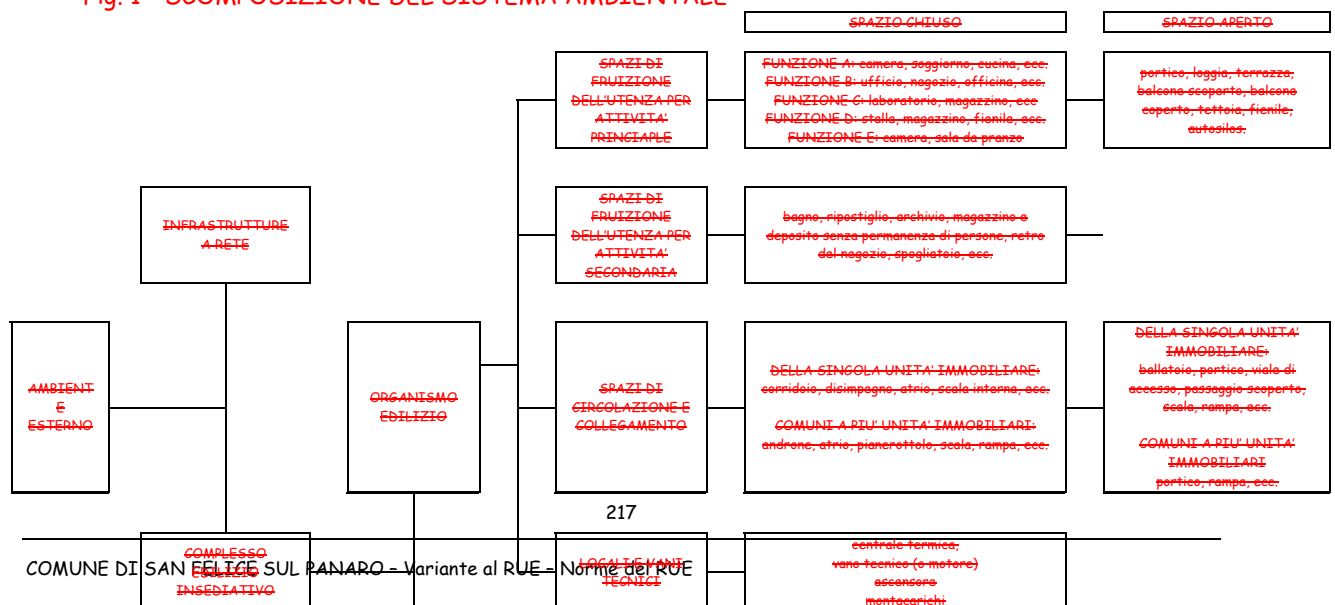 Fig. 1 - SCOMPOSIZIONE DEL SISTEMA AMBIENTALE
SPAZIO CHIUSO
SPAZIO APERTO
SPAZI DI
FRUIZIONE
DELL'UTENZA PER
ATTIVITA'
PRINCIAPLE
FUNZIONE A: camera, soggiorno, cucina, ecc.
FUNZIONE B: ufficio, negozio, officina, ecc.
FUNZIONE C: laboratorio, magazzino, ecc
FUNZIONE D: stalla, magazzino, fienile, ecc.
FUNZIONE E: camera, sala da pranzo
portico, loggia, terrazza,
balcone scoperto, balcone
coperto, tettoia, fienile,
autosilos.
INFRASTRUTTURE
A RETE
SPAZI DI
FRUIZIONE
DELL'UTENZA PER
ATTIVITA'
SECONDARIA
bagno, ripostiglio, archivio, magazzino o
deposito senza permanenza di persone, retro
del negozio, spogliatoio, ecc.
AMBIENT
E
ESTERNO
ORGANISMO
EDILIZIO
SPAZI DI
CIRCOLAZIONE E
COLLEGAMENTO
DELLA SINGOLA UNITA' IMMOBILIARE:
corridoio, disimpegno, atrio, scala interna, ecc.
COMUNI A PIU' UNITA' IMMOBILIARI:
androne, atrio, pianerottolo, scala, rampa, ecc.
DELLA SINGOLA UNITA'
IMMOBILIARE:
ballatoio, portico, viale di
accesso, passaggio scoperto,
scala, rampa, ecc.
COMUNI A PIU' UNITA'
IMMOBILIARI
portico, rampa, ecc.
217
COMPLESSO
EDILIZIO
INSEDIATIVO
LOCALI E VANI
TECNICI
centrale termica,
vano tecnico (o motore)
ascensore
montacarichi
COMUNE DI SAN FELICE SUL PANARO – Variante al RUE – Norme del RUE